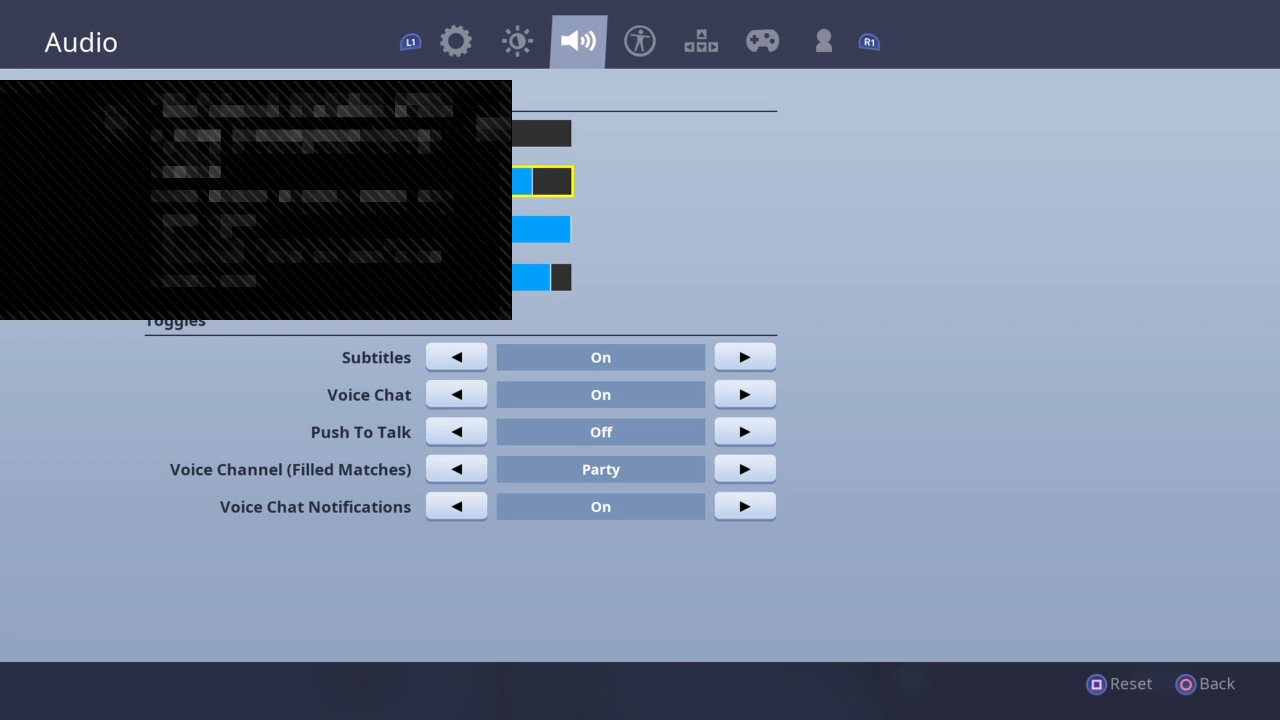 Audio
L1
R1
Toggles
Subtitles On
Voice Chat On
Push To Talk Off
Voice Channel (Filled Matches) Party
Voice Chat Notifications On
Reset Back